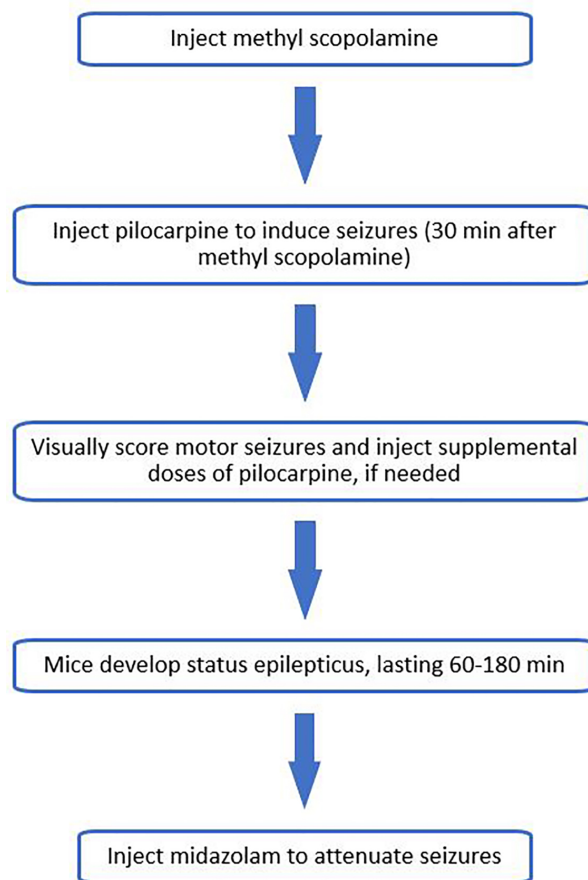 Inject methyl scopolamine
Inject pilocarpine to induce seizures (30 min after
methyl scopolamine)
Visually score motor seizures and inject supplemental
doses of pilocarpine, if needed
Mice develop status epilepticus, lasting 60-180 min
Inject midazolam to attenuate seizures